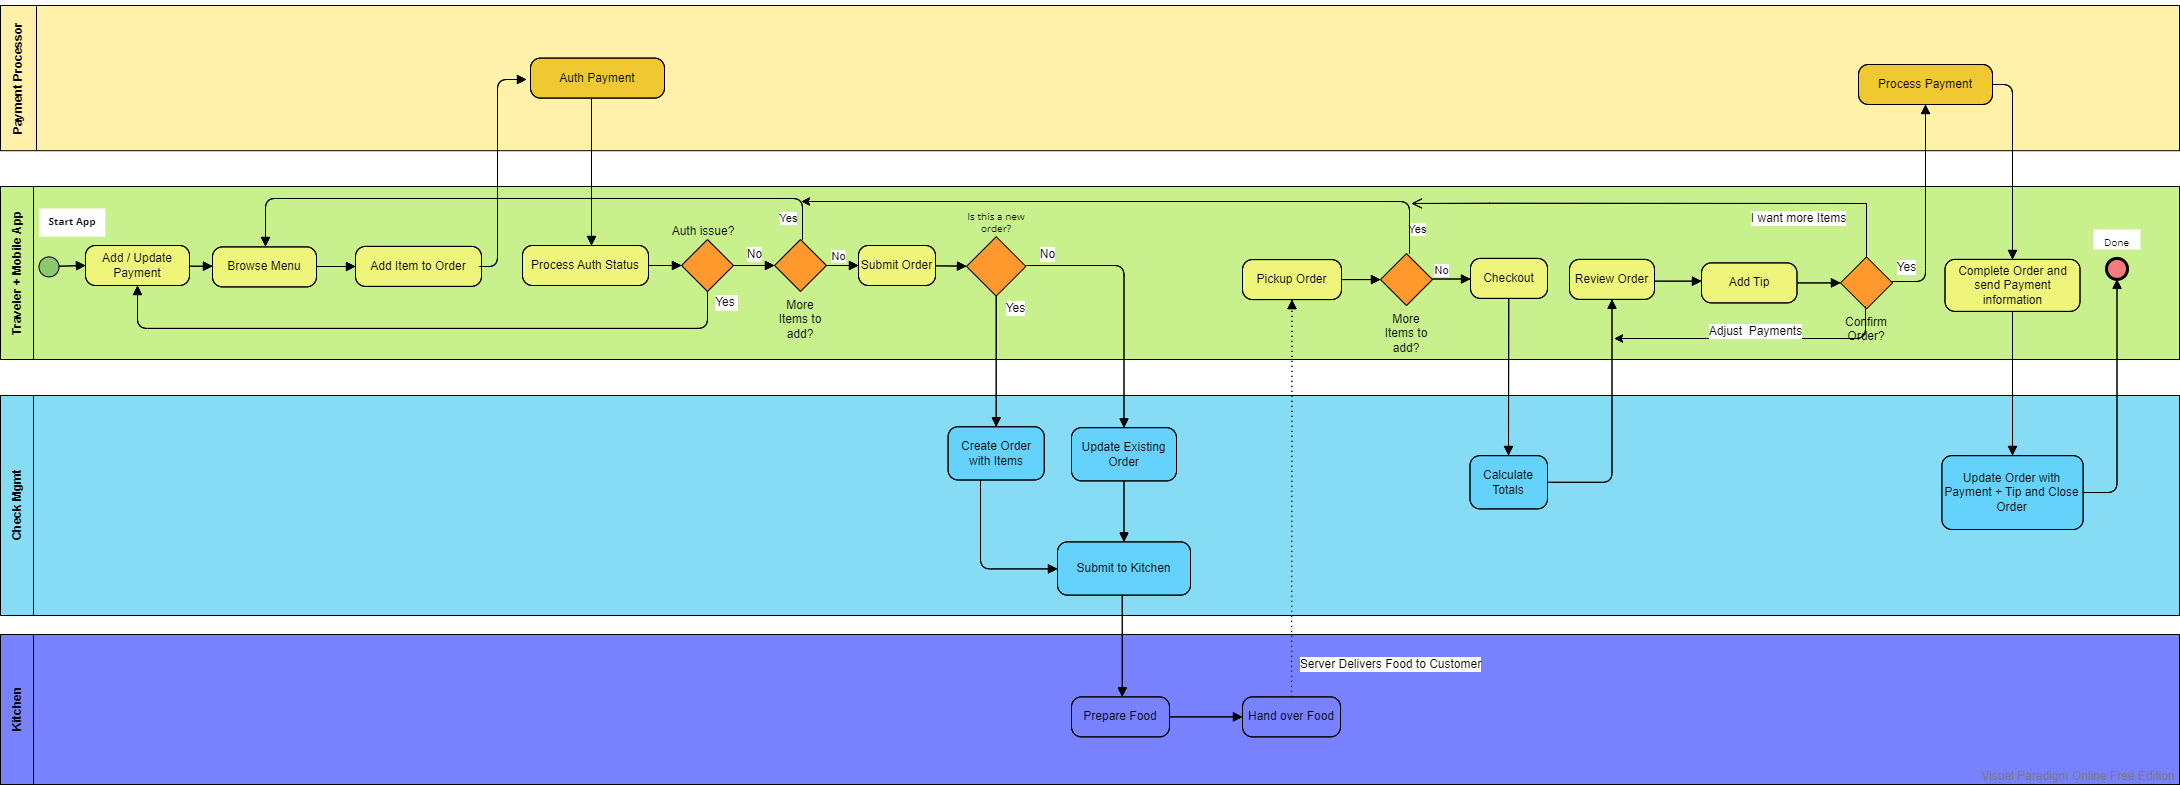 Payment Processor
Auth Payment
Process Payment
Traveler + Mobile App
Start App
Add / Update
Payment
Browse Menu
Add Item to Order
Process Auth Status
Auth issue?
Yes
No
Yes
More
Items to
add?
No
Submit Order
Is this a new
order?
No
Yes
Pickup Order
Yes
More
Items to
add?
No
Checkout
Review Order
Add Tip
I want more Items
Adjust  Payments
Confirm
Order?
Yes
Complete Order and
send Payment
information
Done
Check Mgmt
Create Order
with Items
Update Existing
Order
Submit to Kitchen
Calculate
Totals
Update Order with
Payment + Tip and Close
Order
Kitchen
Prepare Food
Hand over Food
Server Delivers Food to Customer
Visual Paradigm Online Free Edition